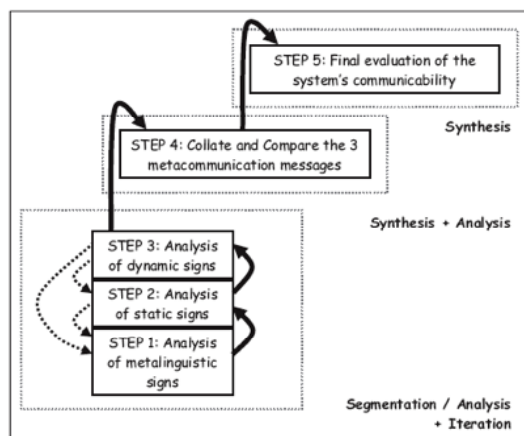 STEP 5: Final evaluation of the
system's communicability
Synthesis
STEP 4: Collate and Compare the 3
metacommunication messages
Synthesis + Analysis
STEP 3: Analysis
of dynamic signs
STEP 2: Analysis
of static signs
STEP 1: Analysis
of metalinguistic
signs
Segmentation / Analysis
+ Iteration